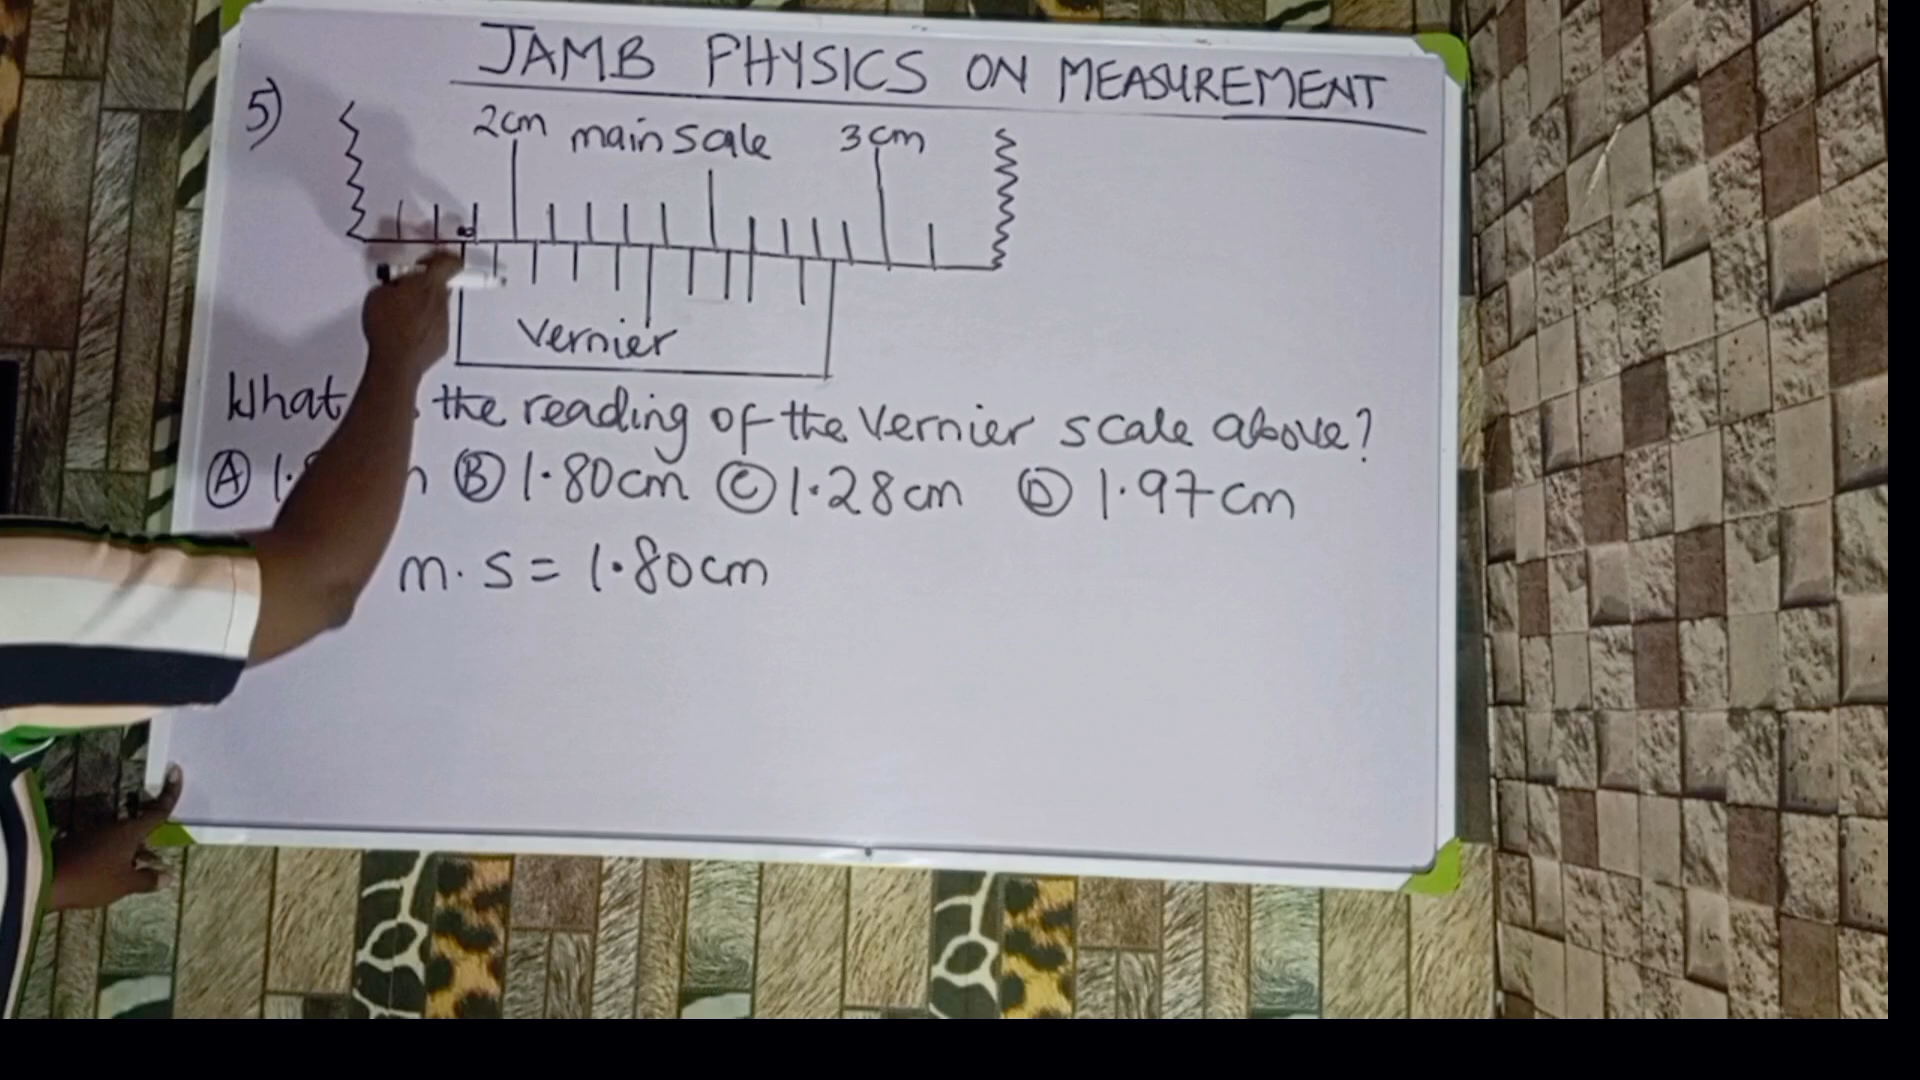 JAMB PHYSICS ON MEASUREMENT
5)
2cm main scale 3cm
vernier
What the reading of the vernier scale above?
Ⓐ 1. Ⓑ 1.80cm Ⓒ 1.28cm Ⓓ 1.97cm
m.s = 1.80cm